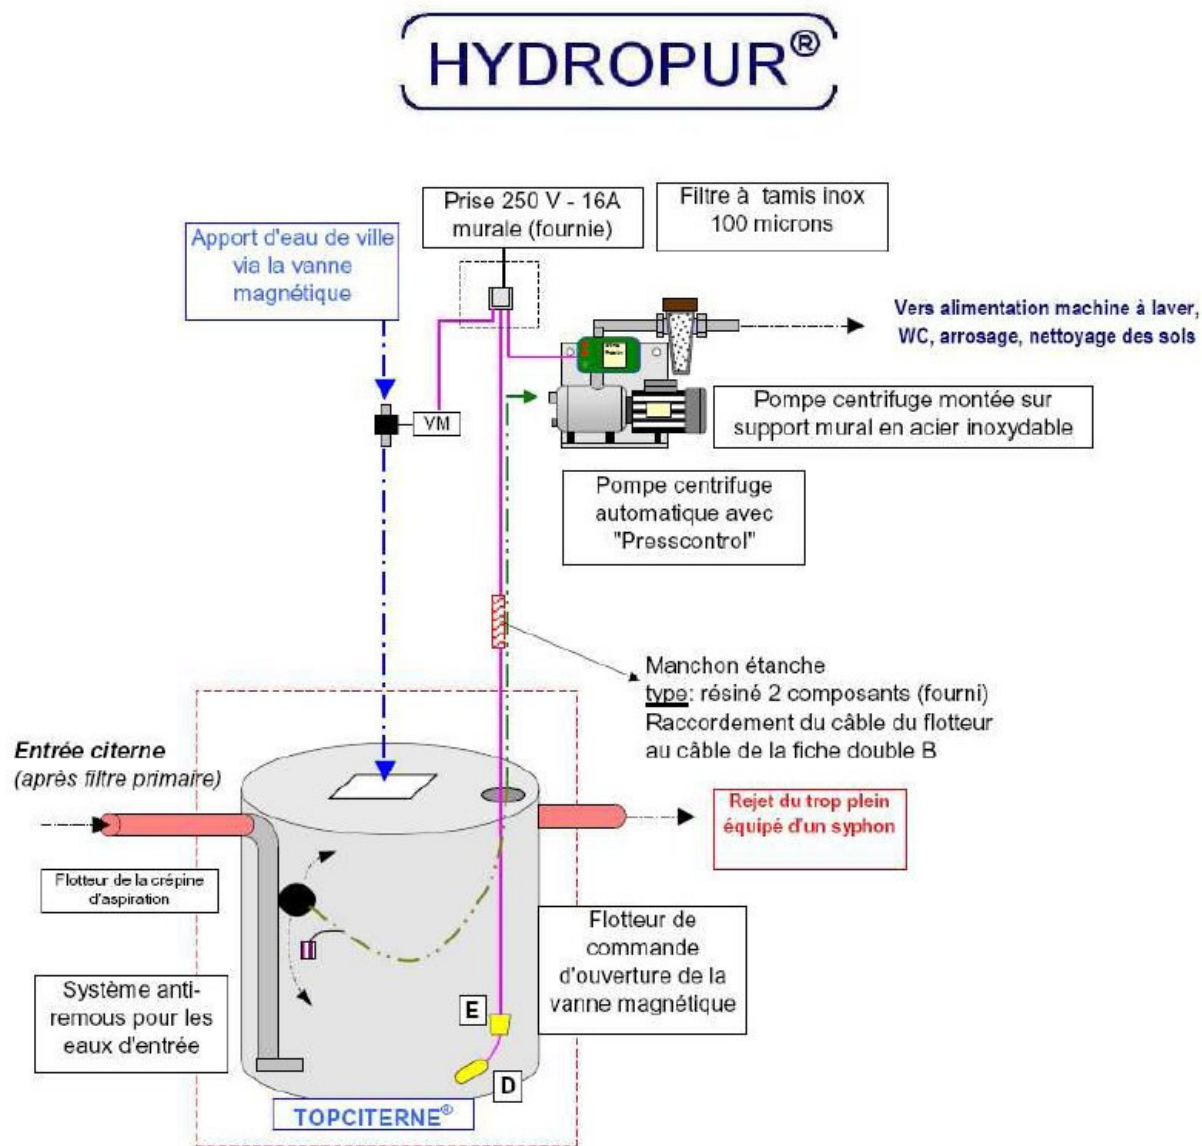 HYDROPUR®
Prise 250 V - 16A
murale (fournie)
Filtre à tamis inox
100 microns
Apport d'eau de ville
via la vanne
magnétique
Vers alimentation machine à laver,
WC, arrosage, nettoyage des sols
VM
Pompe centrifuge montée sur
support mural en acier inoxydable
Pompe centrifuge
automatique avec
"Presscontrol"
Manchon étanche
type: résiné 2 composants (fourni)
Raccordement du câble du flotteur
au câble de la fiche double B
Entrée citerne
(après filtre primaire)
Rejet du trop plein
équipé d'un syphon
Flotteur de la crépine
d'aspiration
Flotteur de
commande
d'ouverture de la
vanne magnétique
Système anti-
remous pour les
eaux d'entrée
E
D
TOPCITERNE®